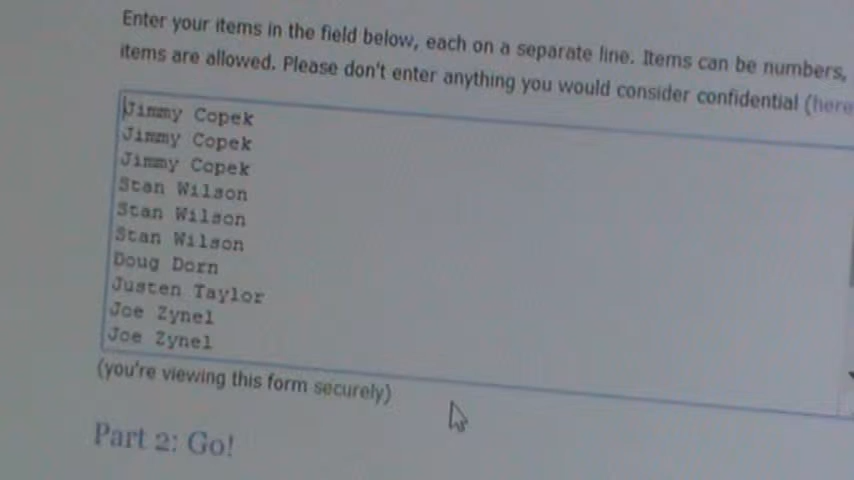 Enter your items in the field below, each on a separate line. Items can be numbers,
items are allowed. Please don't enter anything you would consider confidential (here
Jimmy Copek
Jimmy Copek
Jimmy Copek
Stan Wilson
Stan Wilson
Stan Wilson
Doug Dorn
Justen Taylor
Joe Zynel
Joe Zynel
(you're viewing this form securely)
Part 2: Go!